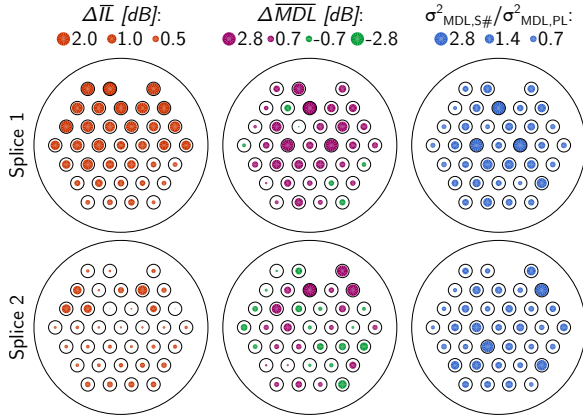 ΔIL [dB]: ΔMDL [dB]: σ²MDL,S#/σ²MDL,PL:
2.0 1.0 0.5 2.8 0.7 -0.7 -2.8 2.8 1.4 0.7
Splice 1
Splice 2